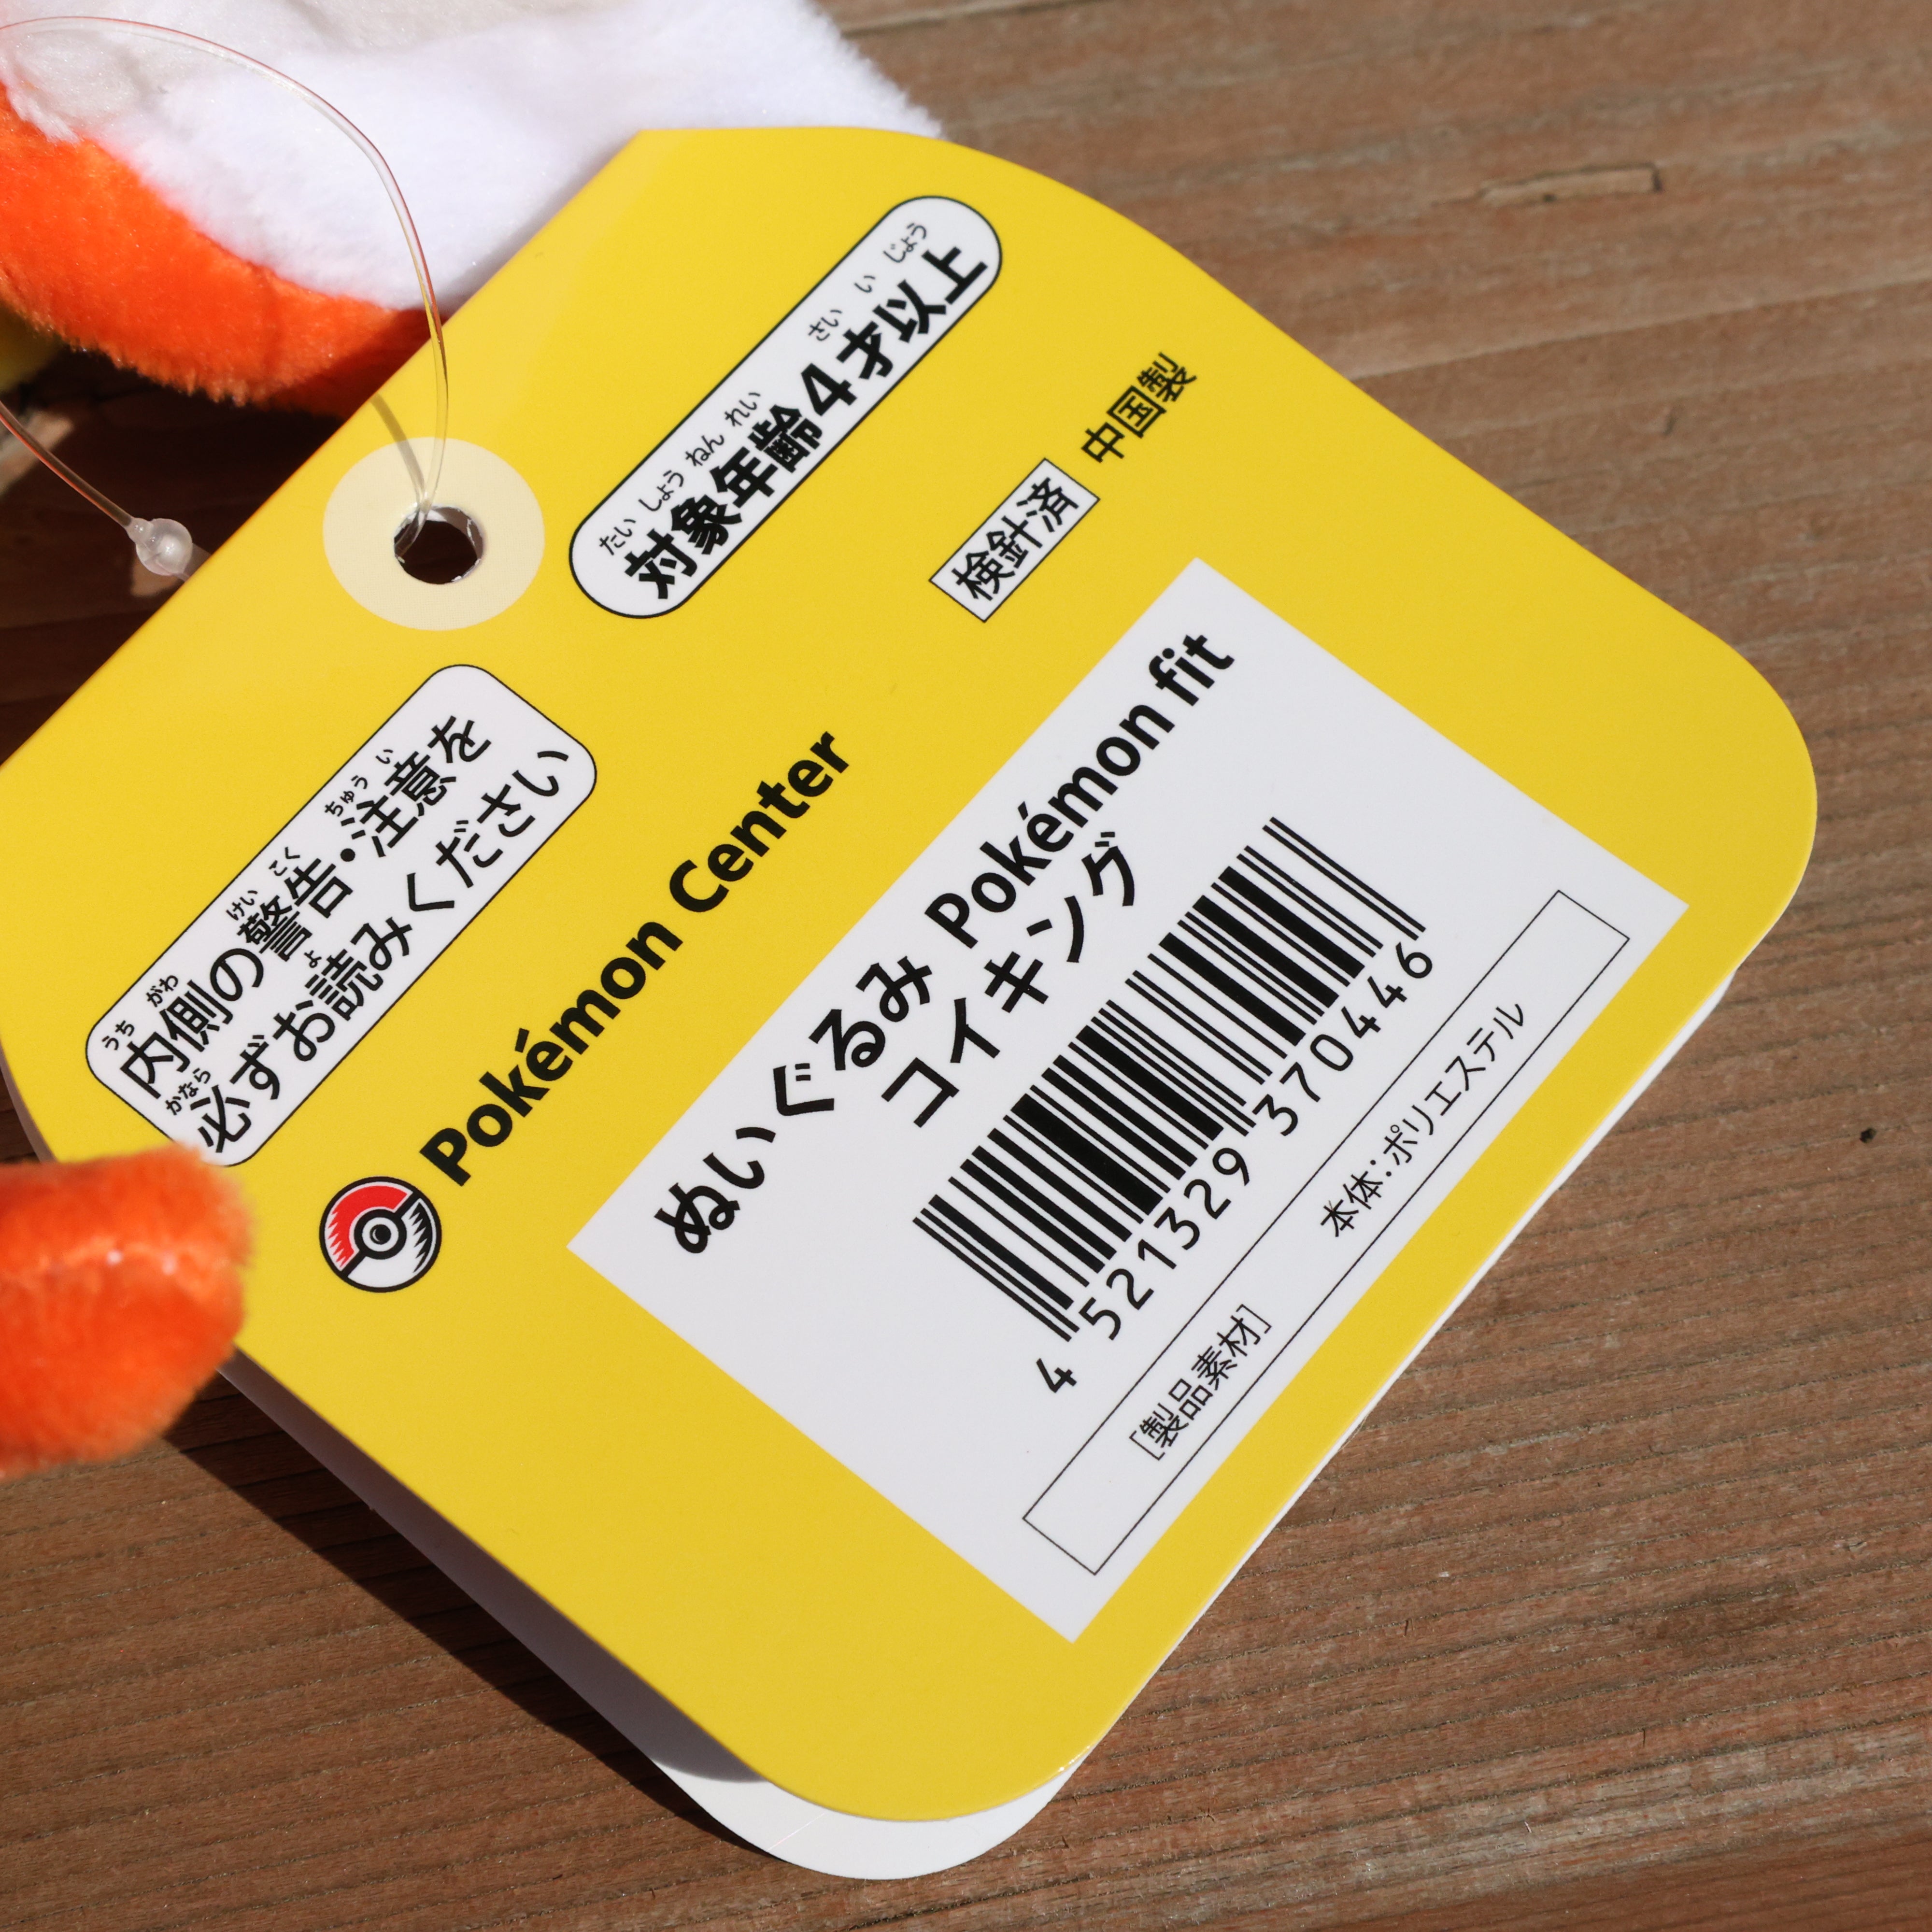 内側の警告・注意を
必ずお読みください
対象年齢4才以上
Pokémon Center
検針済 中国製
ぬいぐるみ Pokémon fit
コイキング
4 521329 370446
[製品素材] 本体:ポリエステル